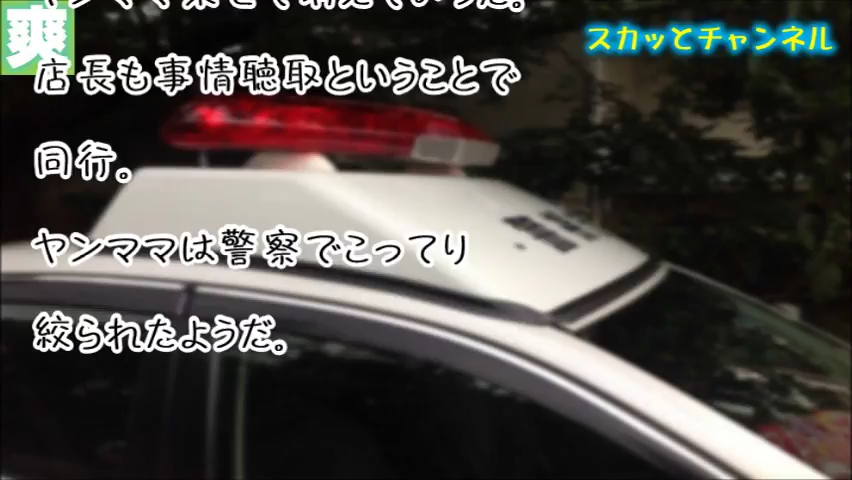 爽
スカッとチャンネル
店長も事情聴取ということで
同行。
ヤンママは警察でこってり
絞られたようだ。